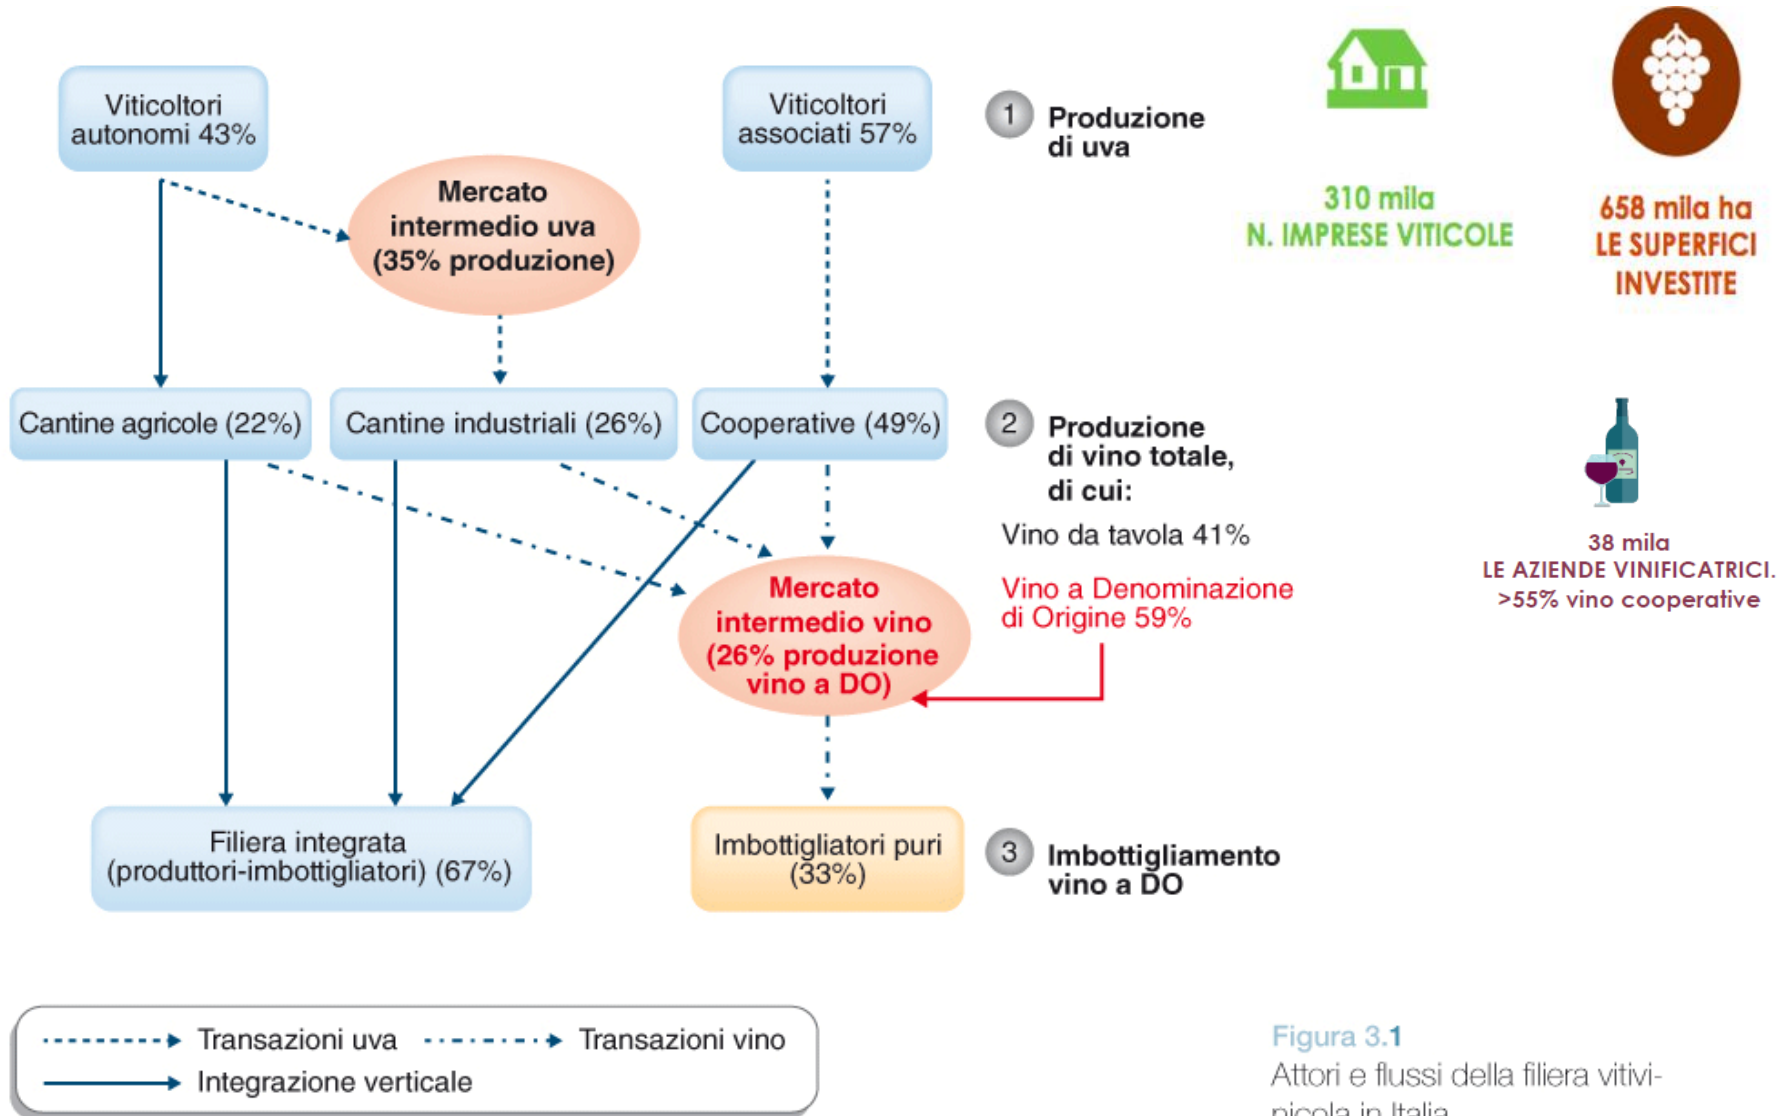 Viticoltori
autonomi 43%
Viticoltori
associati 57%
1 Produzione
di uva
Mercato
intermedio uva
(35% produzione)
310 mila
N. IMPRESE VITICOLE
658 mila ha
LE SUPERFICI
INVESTITE
Cantine agricole (22%)
Cantine industriali (26%)
Cooperative (49%)
2 Produzione
di vino totale,
di cui:
Vino da tavola 41%
Vino a Denominazione
di Origine 59%
38 mila
LE AZIENDE VINIFICATRICI.
>55% vino cooperative
Mercato
intermedio vino
(26% produzione
vino a DO)
Filiera integrata
(produttori-imbottigliatori) (67%)
Imbottigliatori puri
(33%)
3 Imbottigliamento
vino a DO
Transazioni uva
Transazioni vino
Integrazione verticale
Figura 3.1
Attori e flussi della filiera vitivi-
nicola in Italia